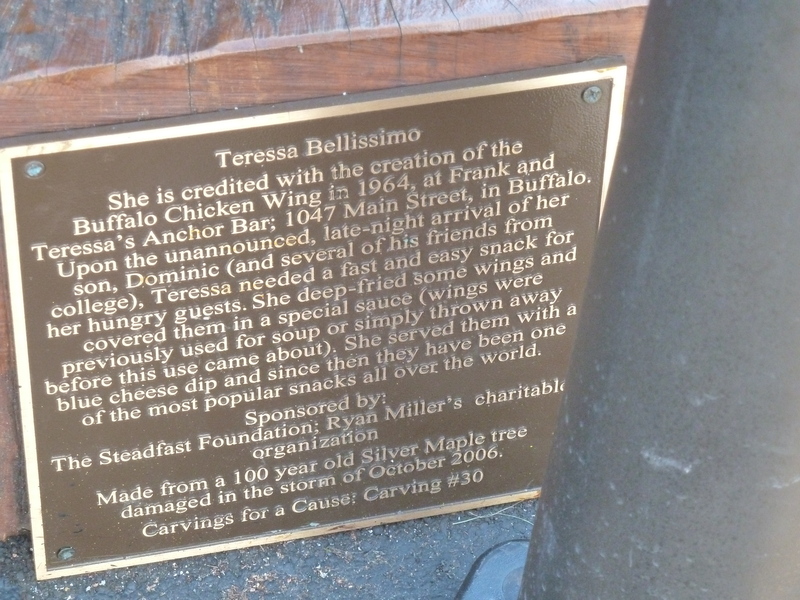 Teressa Bellissimo
She is credited with the creation of the
Buffalo Chicken Wing in 1964, at Frank and
Teressa's Anchor Bar; 1047 Main Street, in Buffalo.
Upon the unannounced, late-night arrival of her
son, Dominic (and several of his friends from
college), Teressa needed a fast and easy snack for
her hungry guests. She deep-fried some wings and
covered them in a special sauce (wings were
previously used for soup or simply thrown away
before this use came about). She served them with a
blue cheese dip and since then they have been one
of the most popular snacks all over the world.
Sponsored by:
The Steadfast Foundation; Ryan Miller's charitable
organization
Made from a 100 year old Silver Maple tree
damaged in the storm of October 2006.
Carvings for a Cause: Carving #30